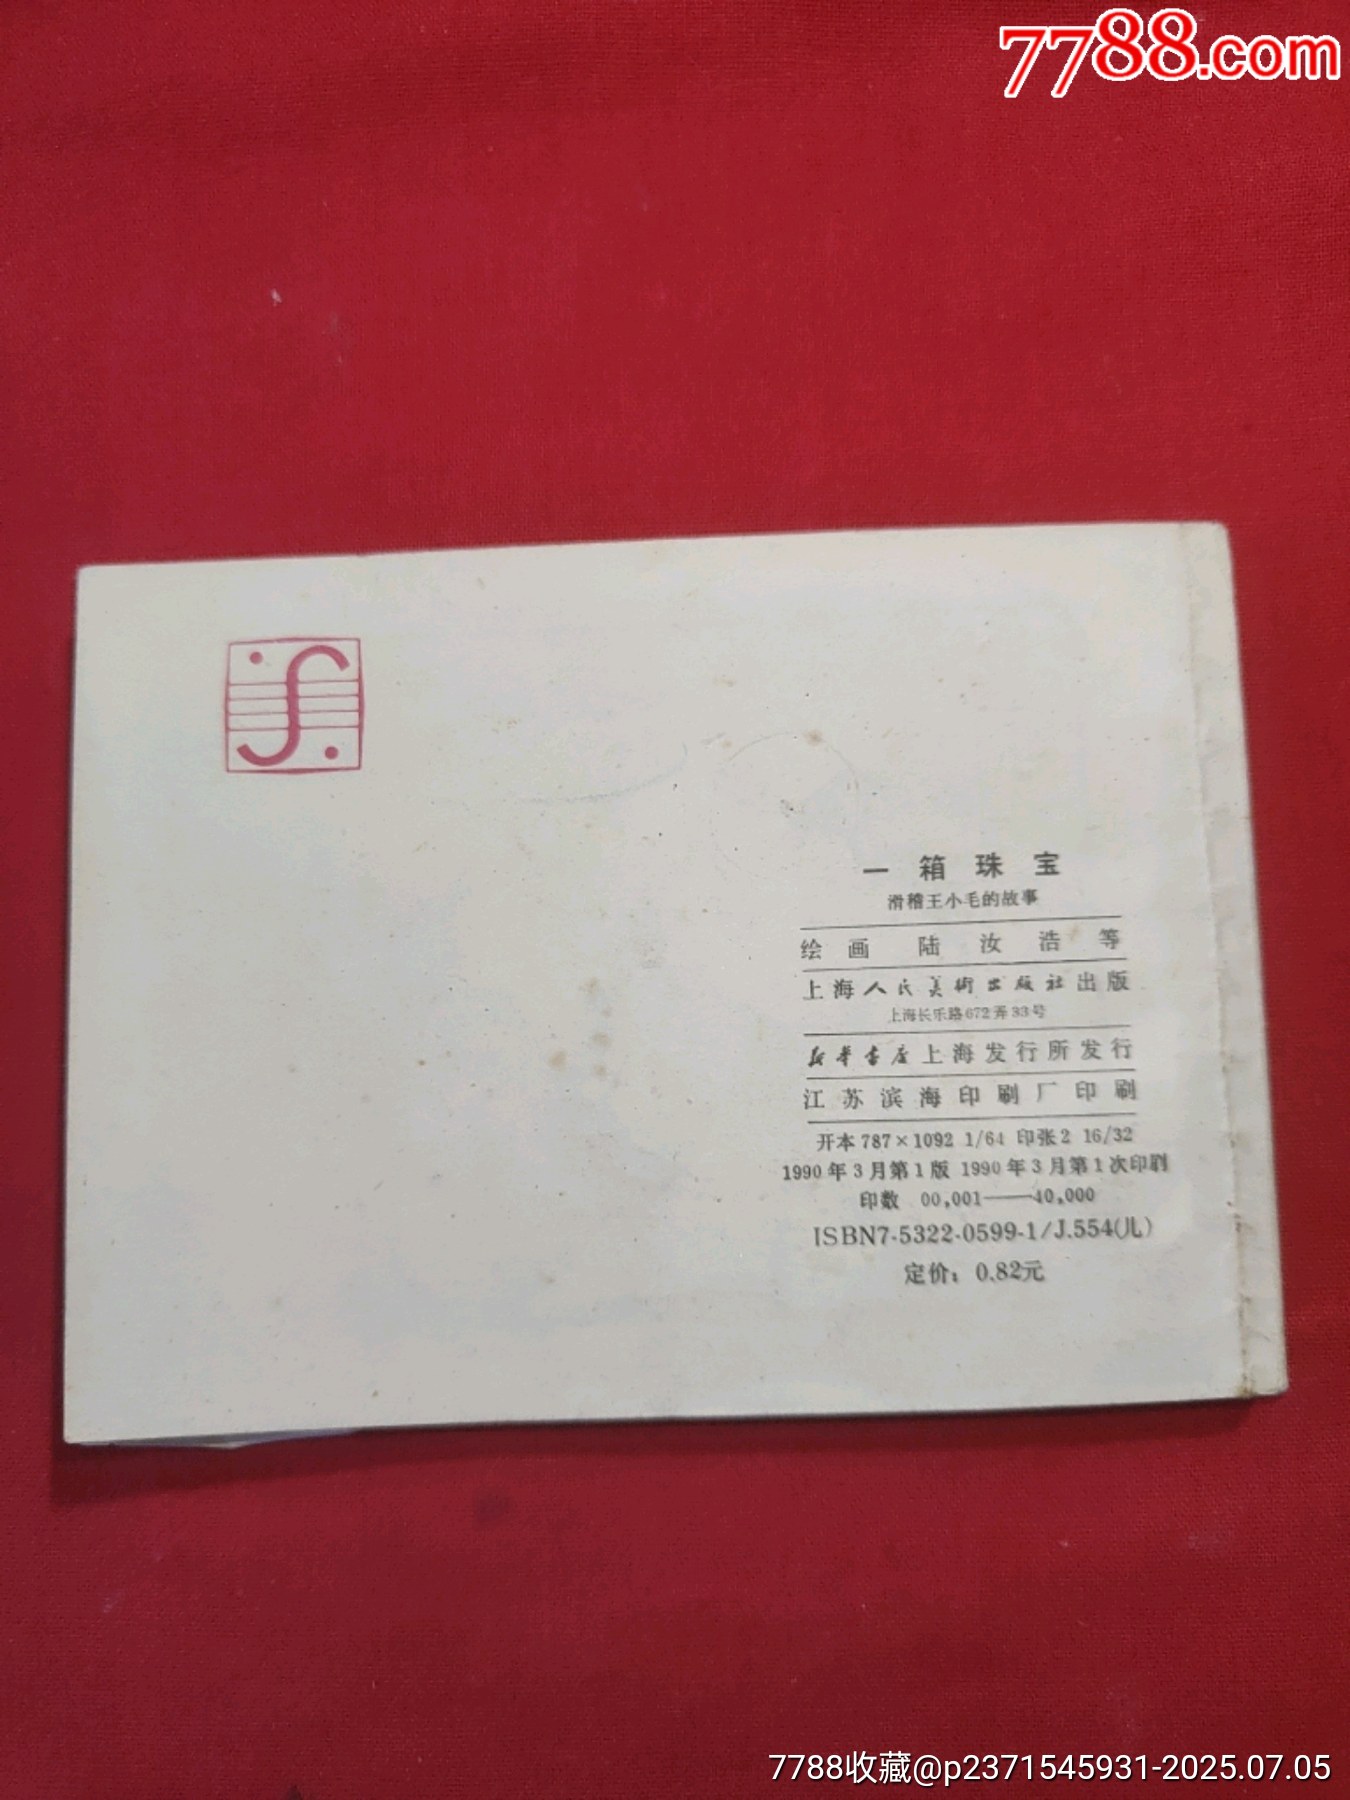 7788.com
一箱珠宝
滑稽王小毛的故事
绘画 陆汝浩等
上海人民美术出版社出版
上海长乐路672弄33号
新华书店上海发行所发行
江苏滨海印刷厂印刷
开本 787×1092 1/64 印张2 16/32
1990年3月第1版 1990年3月第1次印刷
印数 00,001——40,000
ISBN7-5322-0599-1/J.554(儿)
定价：0.82元
7788收藏@p2371545931-2025.07.05